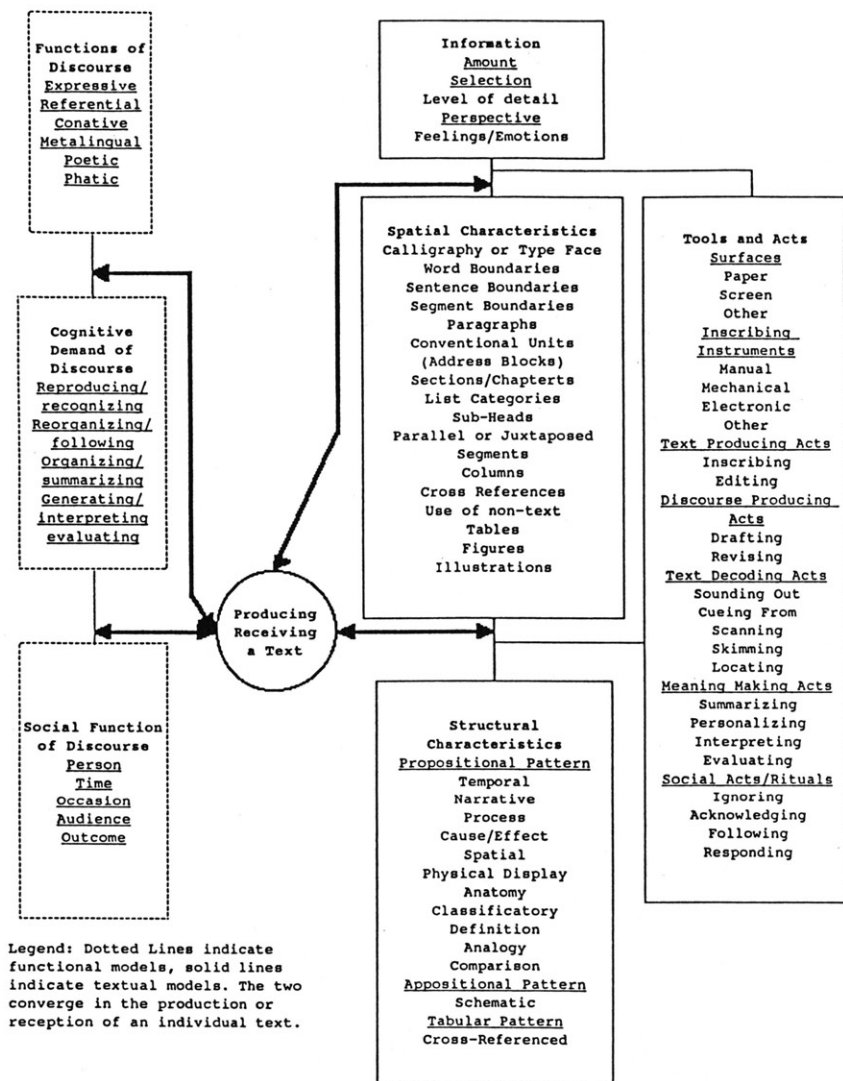 Functions of
Discourse
Expressive
Referential
Conative
Metalingual
Poetic
Phatic
Cognitive
Demand of
Discourse
Reproducing/
recognizing
Reorganizing/
following
Organizing/
summarizing
Generating/
interpreting
evaluating
Social Function
of Discourse
Person
Time
Occasion
Audience
Outcome
Producing
Receiving
a Text
Information
Amount
Selection
Level of detail
Perspective
Feelings/Emotions
Spatial Characteristics
Calligraphy or Type Face
Word Boundaries
Sentence Boundaries
Segment Boundaries
Paragraphs
Conventional Units
(Address Blocks)
Sections/Chapterts
List Categories
Sub-Heads
Parallel or Juxtaposed
Segments
Columns
Cross References
Use of non-text
Tables
Figures
Illustrations
Structural
Characteristics
Propositional Pattern
Temporal
Narrative
Process
Cause/Effect
Spatial
Physical Display
Anatomy
Classificatory
Definition
Analogy
Comparison
Appositional Pattern
Schematic
Tabular Pattern
Cross-Referenced
Tools and Acts
Surfaces
Paper
Screen
Other
Inscribing
Instruments
Manual
Mechanical
Electronic
Other
Text Producing Acts
Inscribing
Editing
Discourse Producing
Acts
Drafting
Revising
Text Decoding Acts
Sounding Out
Cueing From
Scanning
Skimming
Locating
Meaning Making Acts
Summarizing
Personalizing
Interpreting
Evaluating
Social Acts/Rituals
Ignoring
Acknowledging
Following
Responding
Legend: Dotted Lines indicate
functional models, solid lines
indicate textual models. The two
converge in the production or
reception of an individual text.